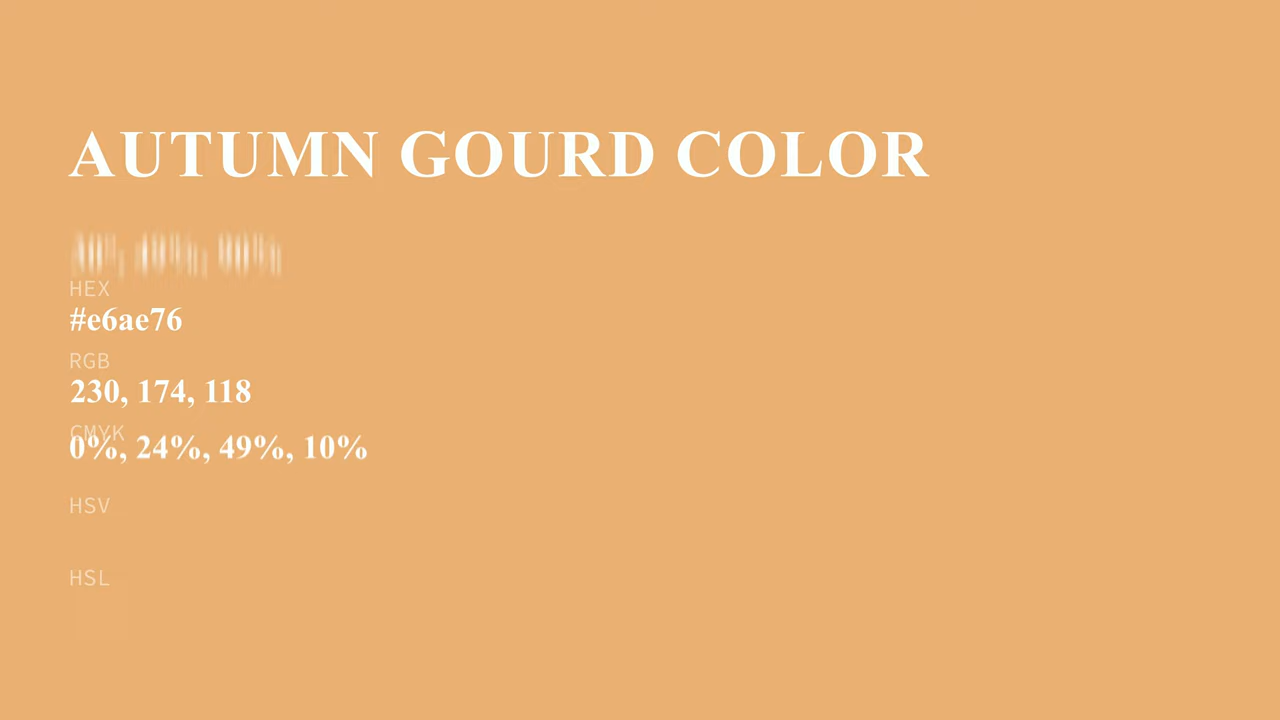 AUTUMN GOURD COLOR
HEX
#e6ae76
RGB
230, 174, 118
CMYK
0%, 24%, 49%, 10%
HSV
HSL